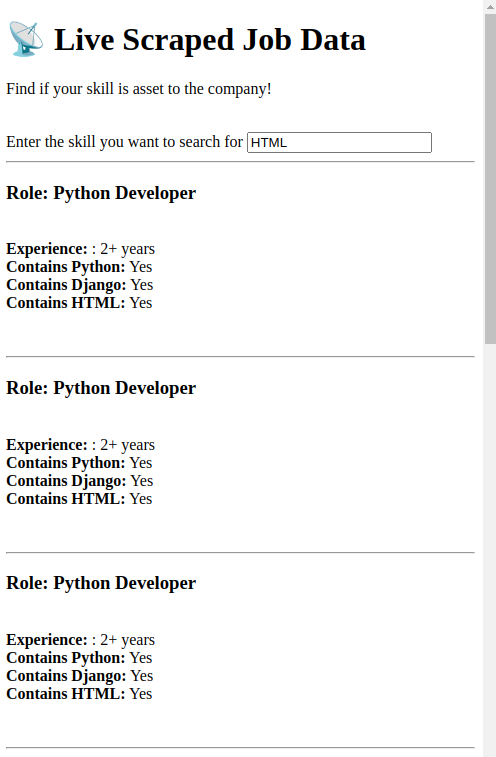 📡 Live Scraped Job Data
Find if your skill is asset to the company!
Enter the skill you want to search for HTML
Role: Python Developer
Experience: : 2+ years
Contains Python: Yes
Contains Django: Yes
Contains HTML: Yes
Role: Python Developer
Experience: : 2+ years
Contains Python: Yes
Contains Django: Yes
Contains HTML: Yes
Role: Python Developer
Experience: : 2+ years
Contains Python: Yes
Contains Django: Yes
Contains HTML: Yes